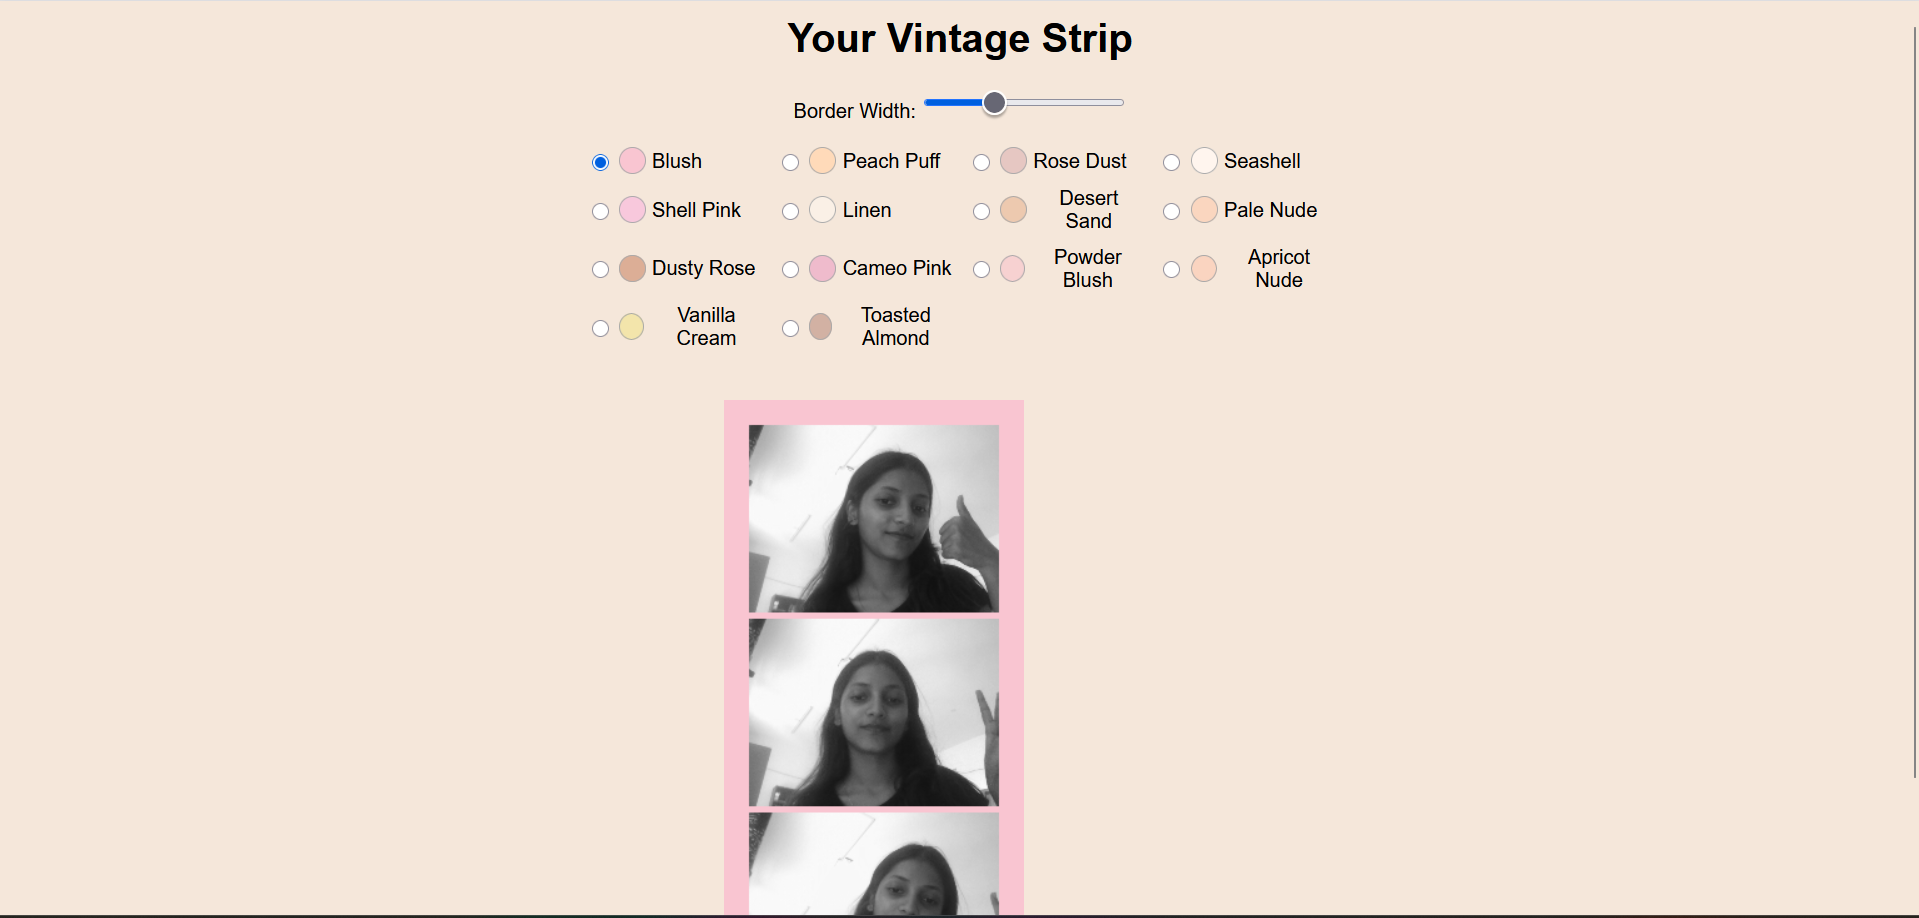 Your Vintage Strip
Border Width:
Blush
Peach Puff
Rose Dust
Seashell
Shell Pink
Linen
Desert
Sand
Pale Nude
Dusty Rose
Cameo Pink
Powder
Blush
Apricot
Nude
Vanilla
Cream
Toasted
Almond